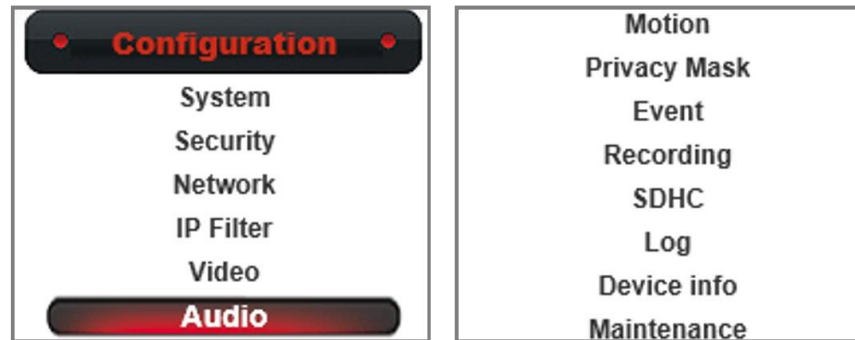 Configuration
System
Security
Network
IP Filter
Video
Audio
Motion
Privacy Mask
Event
Recording
SDHC
Log
Device info
Maintenance